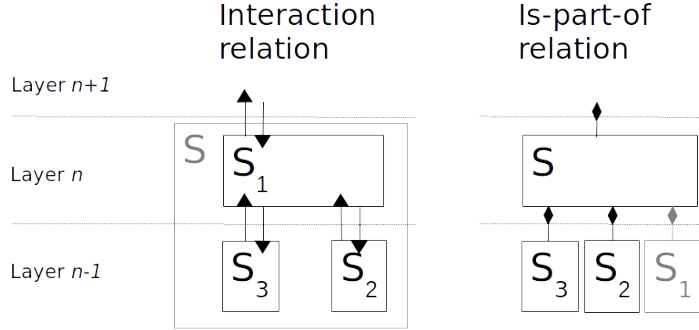 Interaction
relation
Is-part-of
relation
Layer n+1
Layer n
S
S1
S
Layer n-1
S3
S2
S3
S2
S1